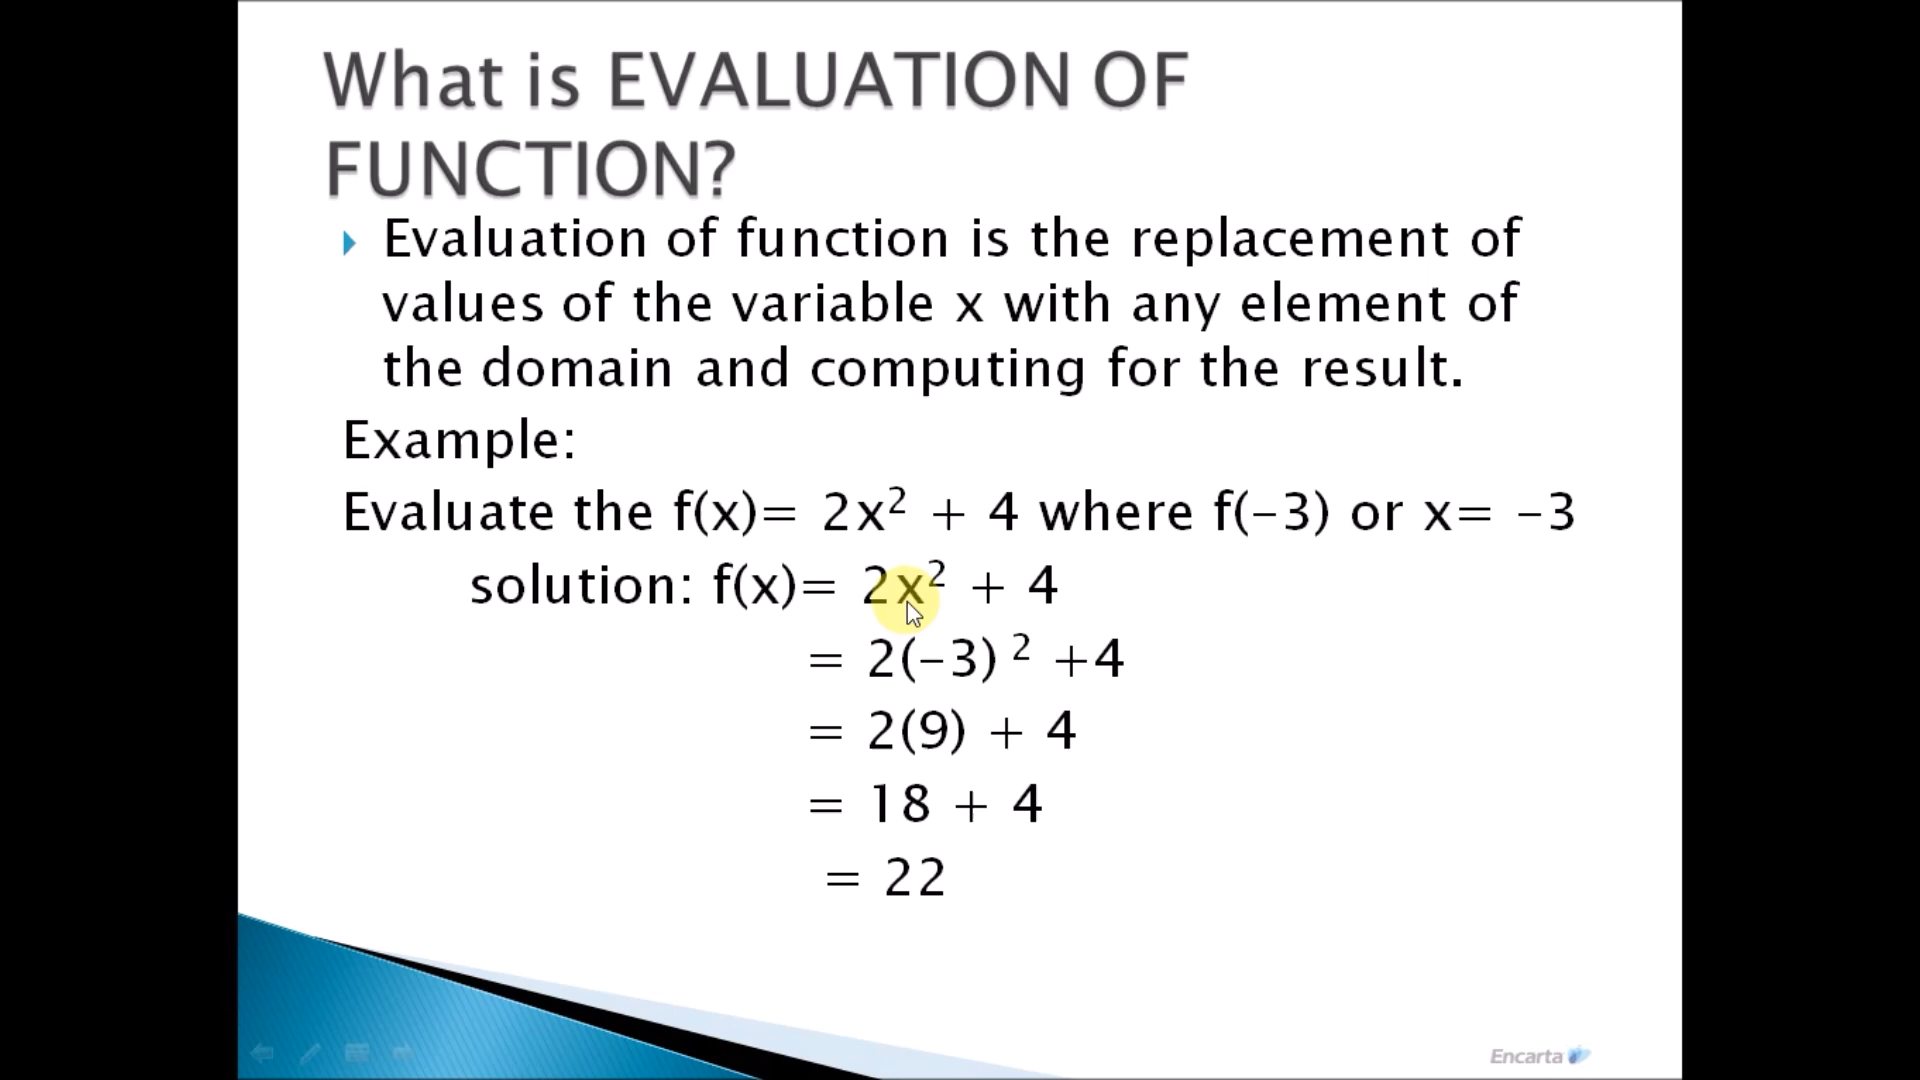 What is EVALUATION OF
FUNCTION?
Evaluation of function is the replacement of
values of the variable x with any element of
the domain and computing for the result.
Example:
Evaluate the f(x)= 2x² + 4 where f(-3) or x= -3
solution: f(x)= 2x² + 4
= 2(-3) ² +4
= 2(9) + 4
= 18 + 4
= 22
Encarta